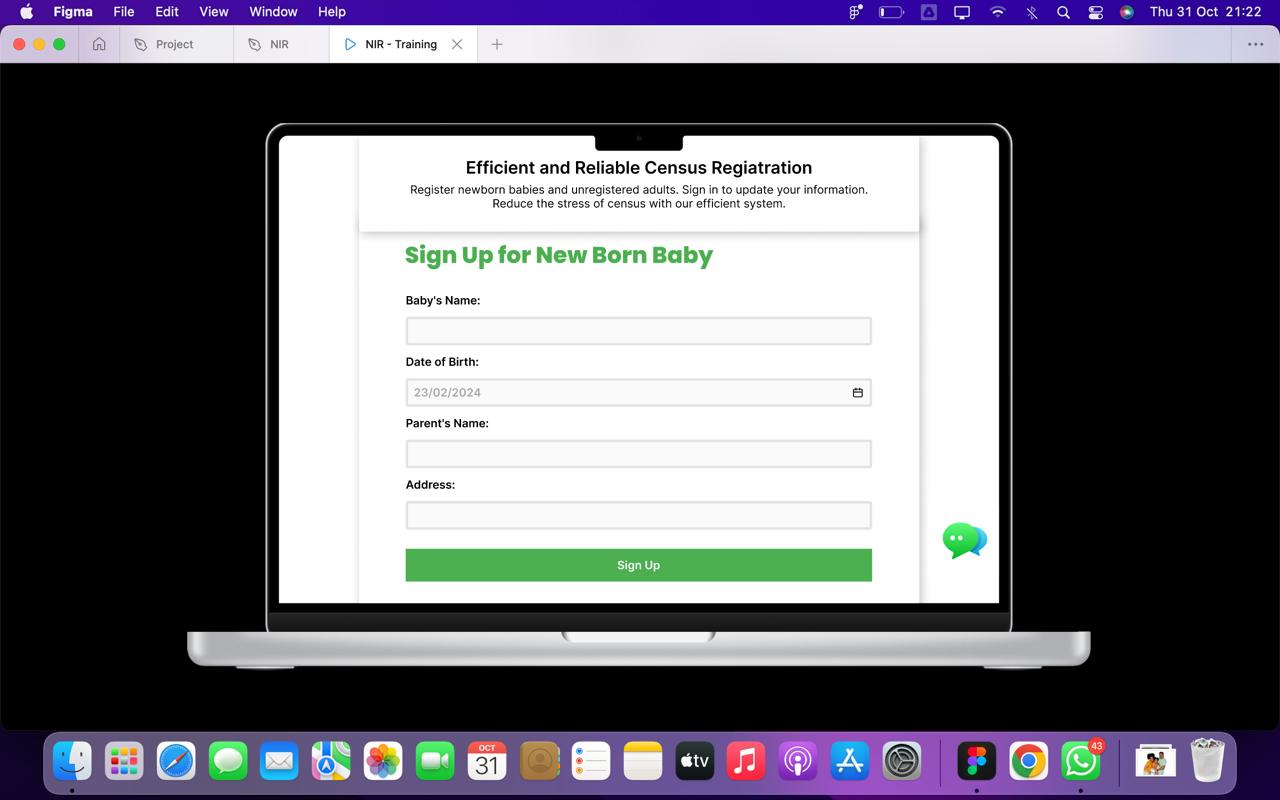 Figma File Edit View Window Help Thu 31 Oct 21:22
Project NIR NIR - Training
Efficient and Reliable Census Regiatration
Register newborn babies and unregistered adults. Sign in to update your information.
Reduce the stress of census with our efficient system.
Sign Up for New Born Baby
Baby's Name:
Date of Birth:
23/02/2024
Parent's Name:
Address:
Sign Up
OCT
31
tv
43